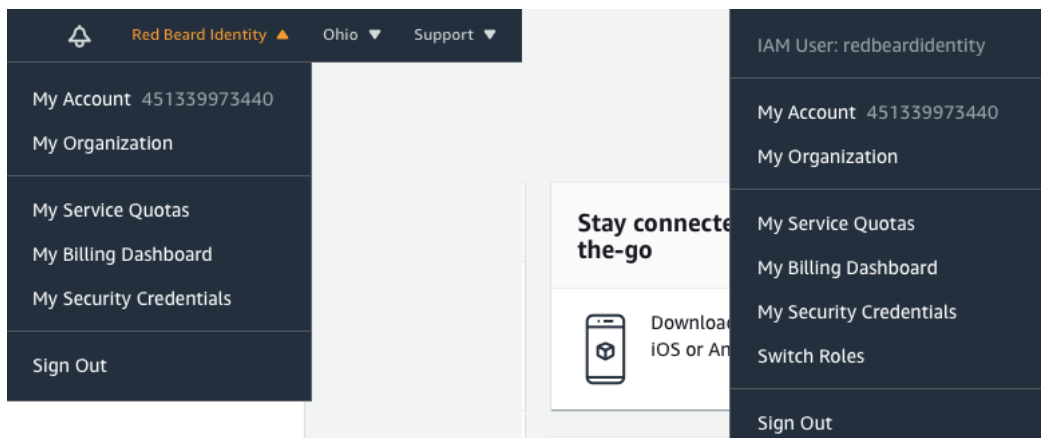 Red Beard Identity ▲ Ohio ▼ Support ▼
My Account 451339973440
My Organization
My Service Quotas
My Billing Dashboard
My Security Credentials
Sign Out
Stay connecte
the-go
Download
iOS or An
IAM User: redbeardidentity
My Account 451339973440
My Organization
My Service Quotas
My Billing Dashboard
My Security Credentials
Switch Roles
Sign Out